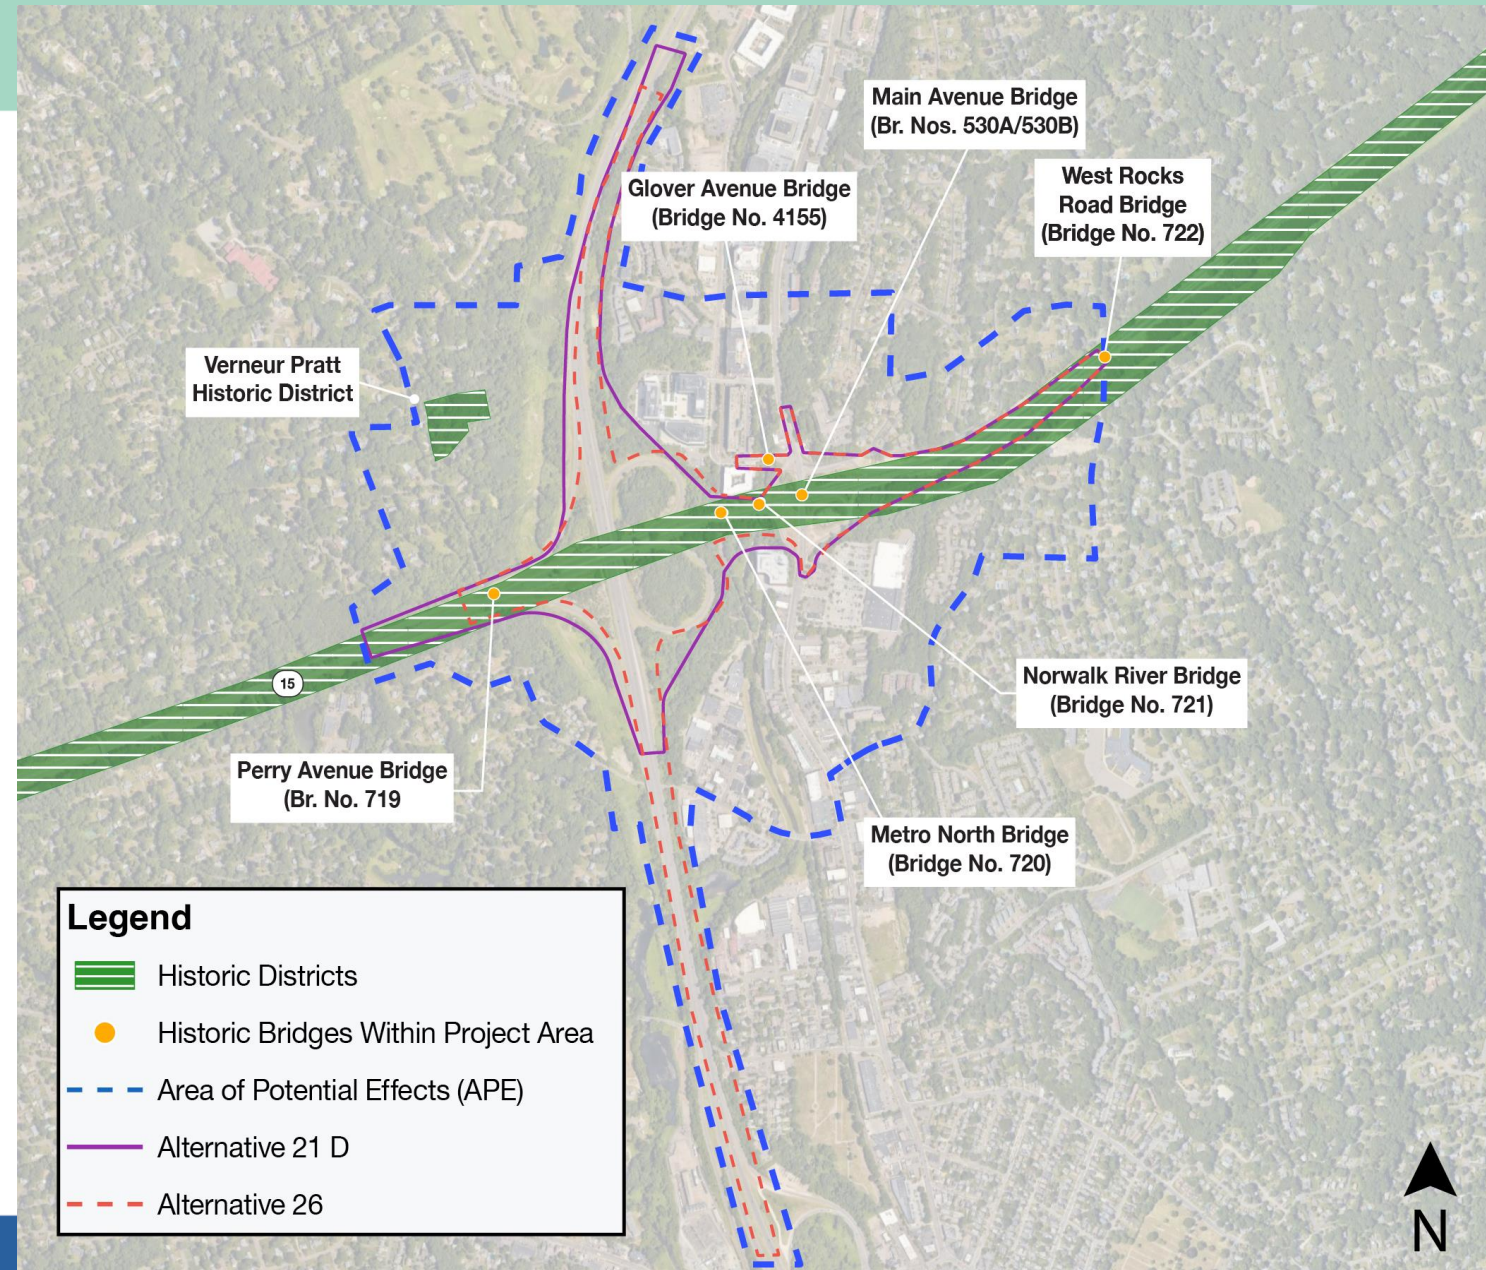 Main Avenue Bridge
(Br. Nos. 530A/530B)
West Rocks
Road Bridge
(Bridge No. 722)
Glover Avenue Bridge
(Bridge No. 4155)
Verneur Pratt
Historic District
15
Norwalk River Bridge
(Bridge No. 721)
Perry Avenue Bridge
(Br. No. 719
Metro North Bridge
(Bridge No. 720)
Legend
Historic Districts
Historic Bridges Within Project Area
Area of Potential Effects (APE)
Alternative 21 D
Alternative 26
N